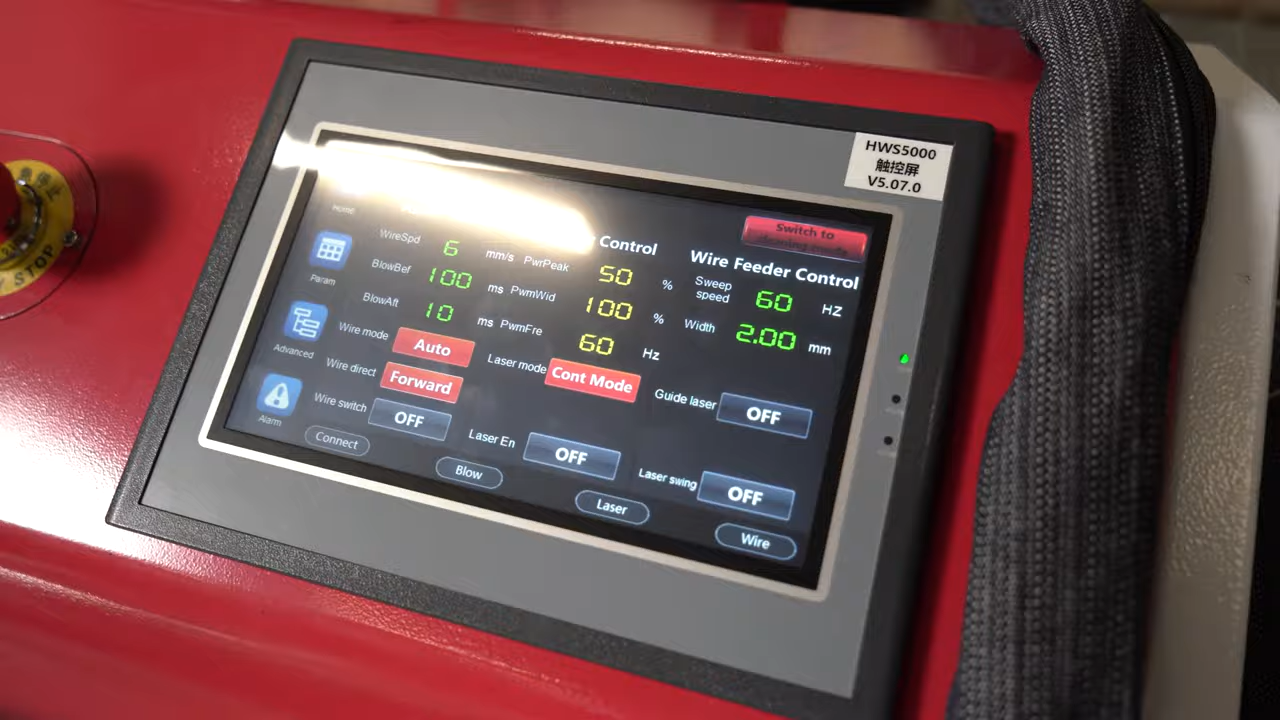 HWS5000
触控屏
V5.07.0
Switch to
Home
Control
Wire Feeder Control
WireSpd 6 mm/s
PwrPeak 50 %
Sweep speed 60 HZ
Param
BlowBef 100 ms
PwmWid 100 %
Width 2.00 mm
BlowAft 10 ms
PwmFre 60 Hz
Advanced
Wire mode Auto
Laser mode Cont Mode
Guide laser OFF
Wire direct Forward
Alarm
Wire switch OFF
Laser En OFF
Laser swing OFF
Connect
Blow
Laser
Wire
STOP